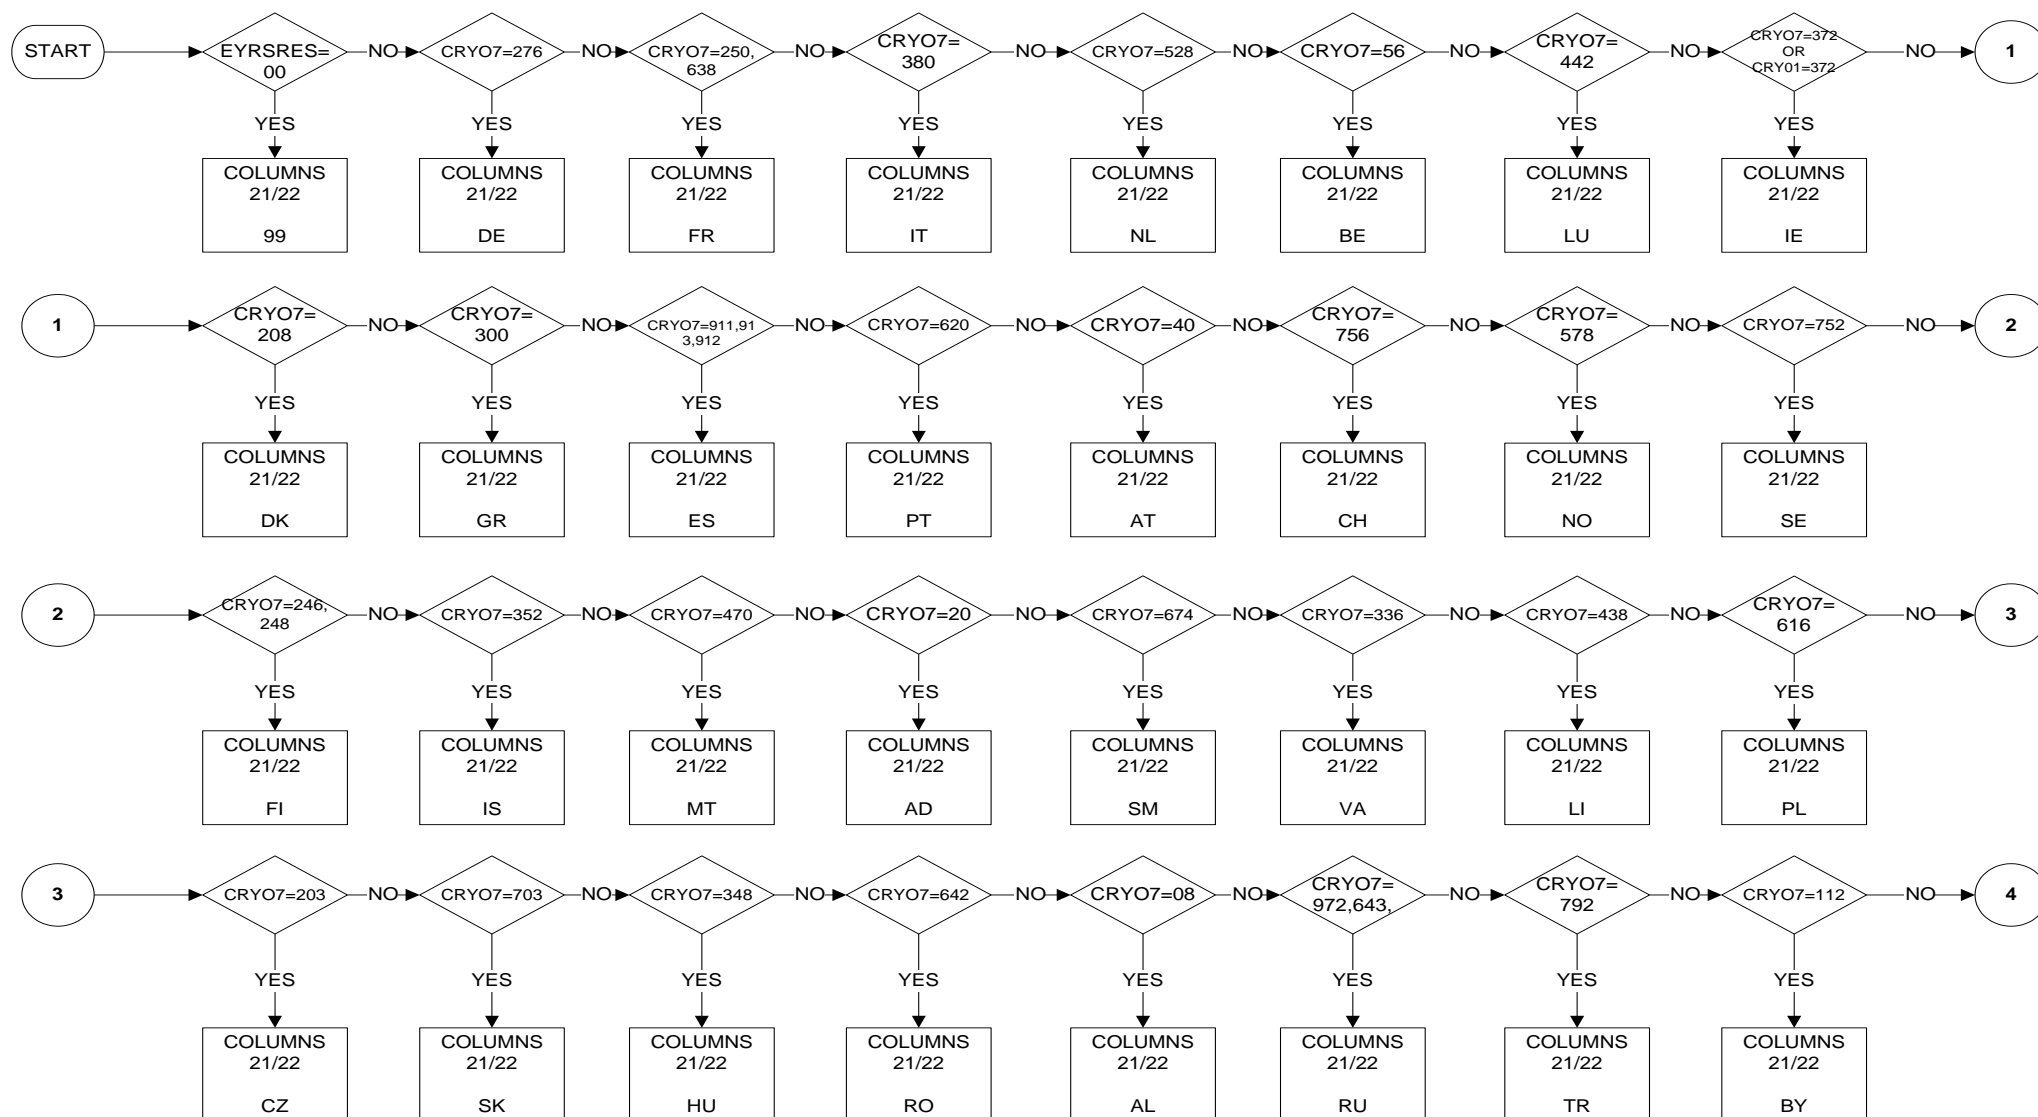 START
EYRSRES=
00
NO
CRYO7=276
NO
CRYO7=250,
638
NO
CRYO7=
380
NO
CRYO7=528
NO
CRYO7=56
NO
CRYO7=
442
NO
CRYO7=372
OR
CRY01=372
NO
1
YES
YES
YES
YES
YES
YES
YES
YES
COLUMNS
21/22
99
COLUMNS
21/22
DE
COLUMNS
21/22
FR
COLUMNS
21/22
IT
COLUMNS
21/22
NL
COLUMNS
21/22
BE
COLUMNS
21/22
LU
COLUMNS
21/22
IE
1
CRYO7=
208
NO
CRYO7=
300
NO
CRYO7=911,91
3,912
NO
CRYO7=620
NO
CRYO7=40
NO
CRYO7=
756
NO
CRYO7=
578
NO
CRYO7=752
NO
2
YES
YES
YES
YES
YES
YES
YES
YES
COLUMNS
21/22
DK
COLUMNS
21/22
GR
COLUMNS
21/22
ES
COLUMNS
21/22
PT
COLUMNS
21/22
AT
COLUMNS
21/22
CH
COLUMNS
21/22
NO
COLUMNS
21/22
SE
2
CRYO7=246,
248
NO
CRYO7=352
NO
CRYO7=470
NO
CRYO7=20
NO
CRYO7=674
NO
CRYO7=336
NO
CRYO7=438
NO
CRYO7=
616
NO
3
YES
YES
YES
YES
YES
YES
YES
YES
COLUMNS
21/22
FI
COLUMNS
21/22
IS
COLUMNS
21/22
MT
COLUMNS
21/22
AD
COLUMNS
21/22
SM
COLUMNS
21/22
VA
COLUMNS
21/22
LI
COLUMNS
21/22
PL
3
CRYO7=203
NO
CRYO7=703
NO
CRYO7=348
NO
CRYO7=642
NO
CRYO7=08
NO
CRYO7=
972,643,
NO
CRYO7=
792
NO
CRYO7=112
NO
4
YES
YES
YES
YES
YES
YES
YES
YES
COLUMNS
21/22
CZ
COLUMNS
21/22
SK
COLUMNS
21/22
HU
COLUMNS
21/22
RO
COLUMNS
21/22
AL
COLUMNS
21/22
RU
COLUMNS
21/22
TR
COLUMNS
21/22
BY